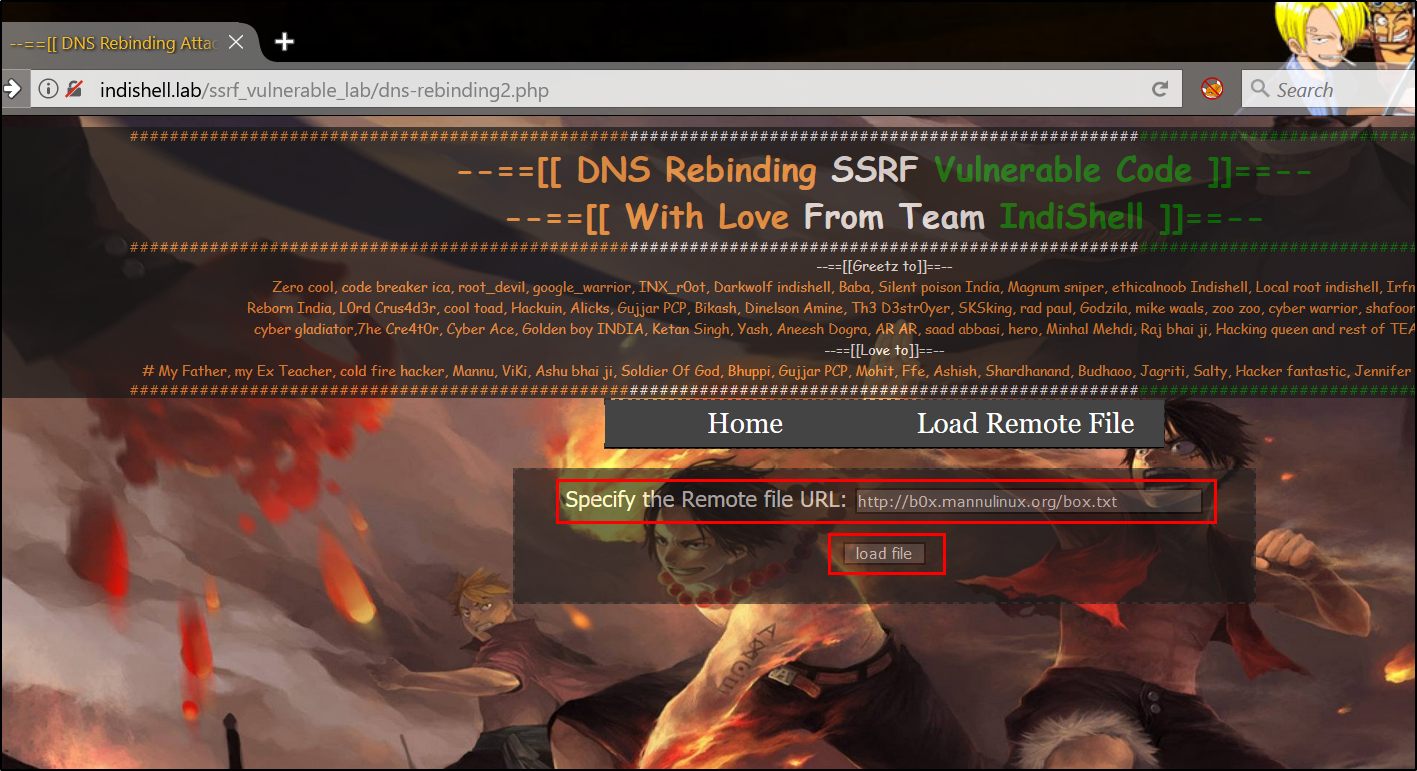 --==[[ DNS Rebinding Attac
indishell.lab/ssrf_vulnerable_lab/dns-rebinding2.php
Search
--==[[ DNS Rebinding SSRF Vulnerable Code ]]==--
--==[[ With Love From Team IndiShell ]]==--
--==[[Greetz to]]==--
Zero cool, code breaker ica, root_devil, google_warrior, INX_r0ot, Darkwolf indishell, Baba, Silent poison India, Magnum sniper, ethicalnoob Indishell, Local root indishell, Irfn
Reborn India, L0rd Crus4d3r, cool toad, Hackuin, Alicks, Gujjar PCP, Bikash, Dinelson Amine, Th3 D3str0yer, SKSking, rad paul, Godzila, mike waals, zoo zoo, cyber warrior, shafoon
cyber gladiator,7he Cre4t0r, Cyber Ace, Golden boy INDIA, Ketan Singh, Yash, Aneesh Dogra, AR AR, saad abbasi, hero, Minhal Mehdi, Raj bhai ji, Hacking queen and rest of TEA
--==[[Love to]]==--
# My Father, my Ex Teacher, cold fire hacker, Mannu, ViKi, Ashu bhai ji, Soldier Of God, Bhuppi, Gujjar PCP, Mohit, Ffe, Ashish, Shardhanand, Budhaoo, Jagriti, Salty, Hacker fantastic, Jennifer
Home Load Remote File
Specify the Remote file URL: http://b0x.mannulinux.org/box.txt
load file